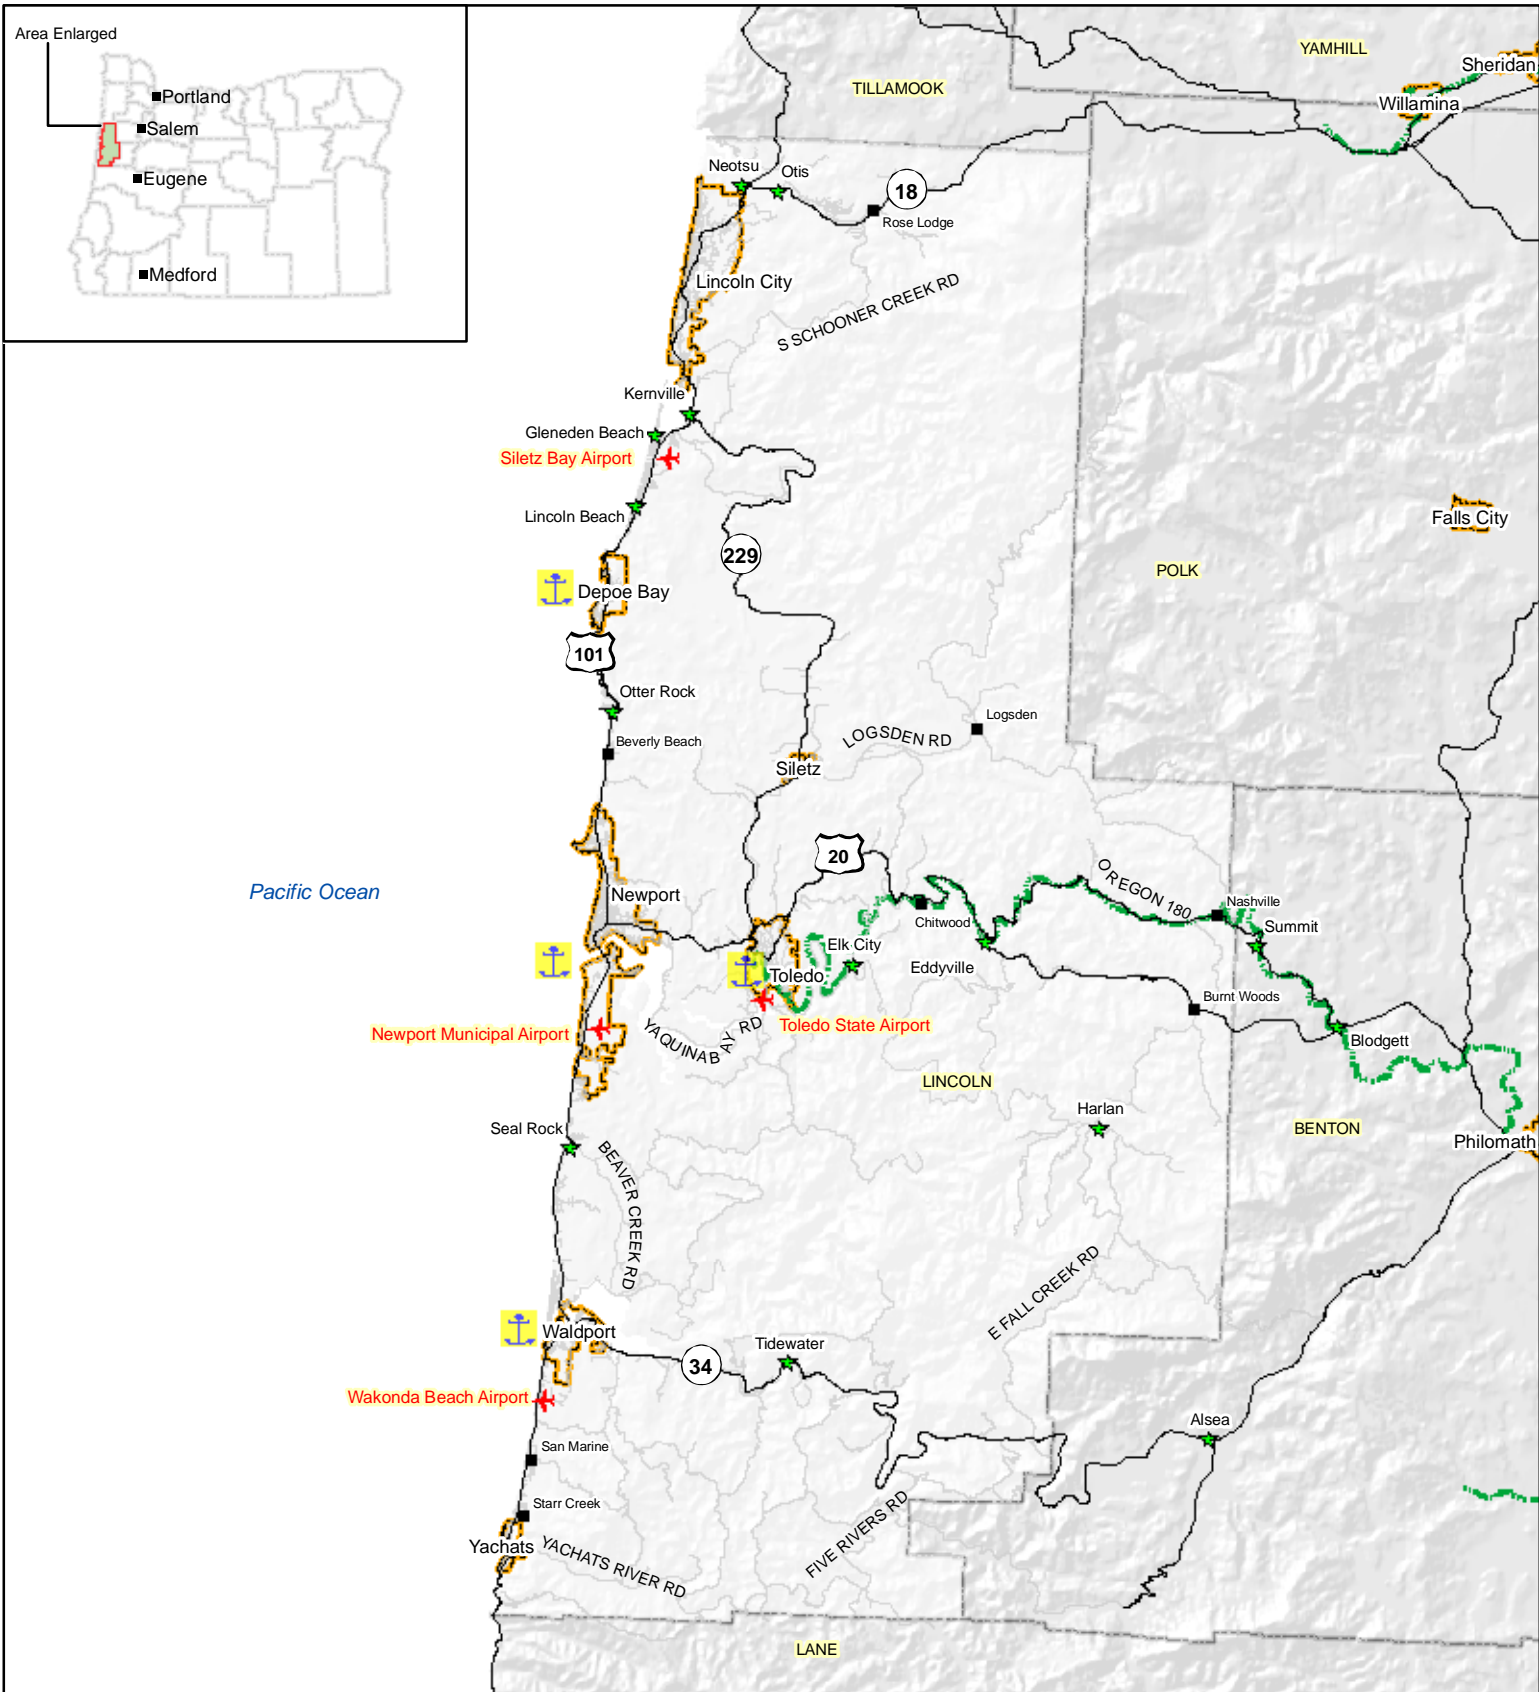 Area Enlarged
Portland
Salem
Eugene
Medford
YAMHILL
Sheridan
TILLAMOOK
Willamina
Neotsu
Otis
18
Rose Lodge
Lincoln City
S SCHOONER CREEK RD
Kernville
Gleneden Beach
Siletz Bay Airport
Lincoln Beach
Falls City
229
POLK
Depoe Bay
101
Otter Rock
Logsden
Beverly Beach
LOGSDEN RD
Siletz
20
OREGON 180
Pacific Ocean
Newport
Nashville
Chitwood
Summit
Elk City
Eddyville
Toledo
Burnt Woods
YAQUINA BAY RD
Toledo State Airport
Newport Municipal Airport
Blodgett
LINCOLN
Harlan
Seal Rock
BENTON
Philomath
BEAVER CREEK RD
E FALL CREEK RD
Waldport
Tidewater
34
Wakonda Beach Airport
Alsea
San Marine
Starr Creek
FIVE RIVERS RD
Yachats
YACHATS RIVER RD
LANE